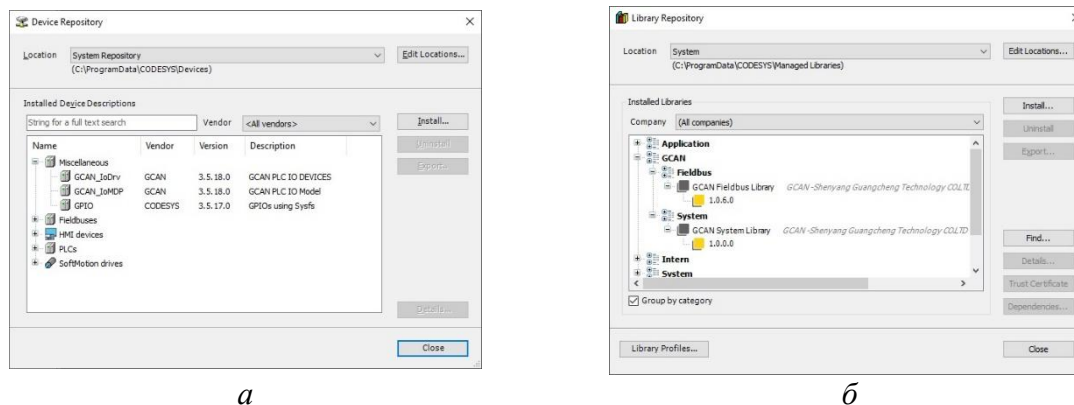 Device Repository
Location System Repository Edit Locations...
(C:\ProgramData\CODESYS\Devices)
Installed Device Descriptions
String for a full text search Vendor <All vendors> Install...
Name Vendor Version Description Uninstall
Miscellaneous Export...
GCAN_IoDrv GCAN 3.5.18.0 GCAN PLC IO DEVICES
GCAN_IoMDP GCAN 3.5.18.0 GCAN PLC IO Model
GPIO CODESYS 3.5.17.0 GPIOs using Sysfs
Fieldbuses
HMI devices
PLCs
SoftMotion drives
Details...
Close
а
Library Repository
Location System Edit Locations...
(C:\ProgramData\CODESYS\Managed Libraries)
Installed Libraries Install...
Company (All companies) Uninstall
Application Export...
GCAN
Fieldbus
GCAN Fieldbus Library GCAN -Shenyang Guangcheng Technology CO.LT
1.0.6.0
System
GCAN System Library GCAN -Shenyang Guangcheng Technology CO.LTD
1.0.0.0 Find...
Intern Details...
System Trust Certificate
Group by category Dependencies...
Library Profiles... Close
б